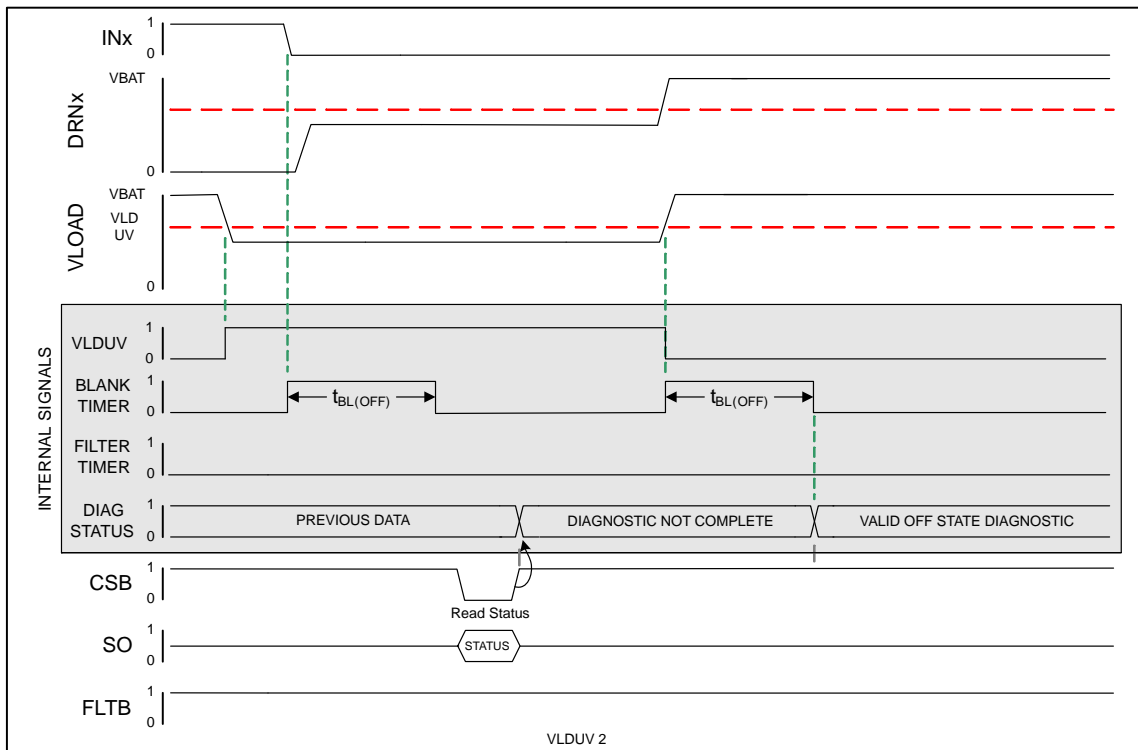 INx
1
0
DRNx
VBAT
0
VLOAD
VBAT
VLD
UV
0
INTERNAL SIGNALS
VLDUV
1
0
BLANK
TIMER
1
0
tBL(OFF)
tBL(OFF)
FILTER
TIMER
1
0
DIAG
STATUS
1
0
PREVIOUS DATA
DIAGNOSTIC NOT COMPLETE
VALID OFF STATE DIAGNOSTIC
CSB
1
0
Read Status
SO
1
0
STATUS
FLTB
1
0
VLDUV 2